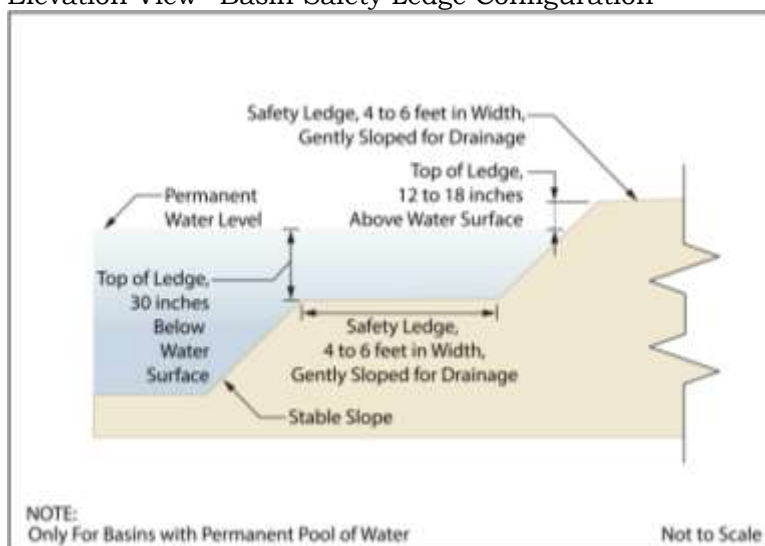 Elevation View - Basin Safety Ledge Configuration
Safety Ledge, 4 to 6 feet in Width,
Gently Sloped for Drainage
Top of Ledge,
12 to 18 inches
Above Water Surface
Permanent
Water Level
Top of Ledge,
30 inches
Below
Water
Surface
Safety Ledge,
4 to 6 feet in Width,
Gently Sloped for Drainage
Stable Slope
NOTE:
Only For Basins with Permanent Pool of Water
Not to Scale